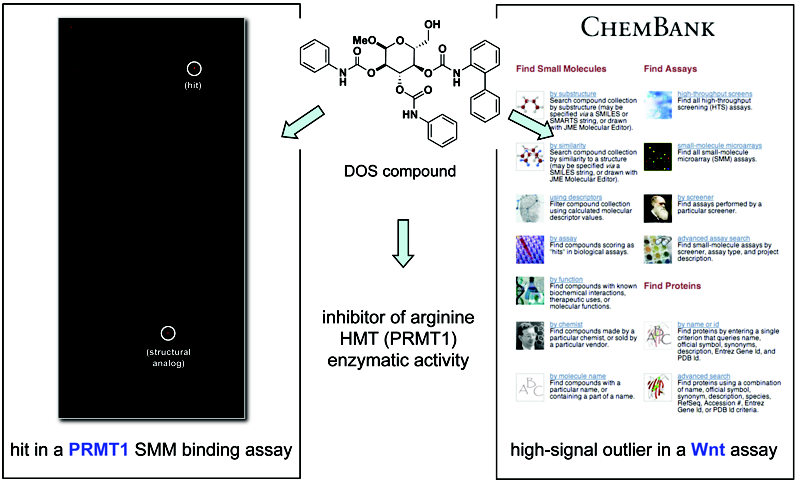 (hit)
(structural
analog)
hit in a PRMT1 SMM binding assay
OH
MeO
O
O
N
H
O
O
O
O
N
H
O
O
N
H
DOS compound
inhibitor of arginine
HMT (PRMT1)
enzymatic activity
CHEMBANK
Find Small Molecules
by substructure
Search compound collection
by substructure (may be
specified via a SMILES or
SMARTS string, or drawn
with JME Molecular Editor).
by similarity
Search compound collection
by similarity to a structure
(may be specified via a
SMILES string, or drawn with
JME Molecular Editor).
using descriptors
Filter compound collection
using calculated molecular
descriptor values.
by assay
Find compounds scoring as
"hits" in biological assays.
by function
Find compounds with known
biochemical interactions,
therapeutic uses, or
molecular functions.
by chemist
Find compounds made by a
particular chemist, or sold by
a particular vendor.
ABC
by molecule name
Find compounds with a
particular name, or
containing a part of a name.
Find Assays
high-throughput screens
Find all high-throughput
screening (HTS) assays.
small-molecule microarrays
Find all small-molecule
microarray (SMM) assays.
by screener
Find assays performed by a
particular screener.
advanced assay search
Find small-molecule assays by
screener, assay type, and project
description.
Find Proteins
ABC
by name or id
Find proteins by entering a single
criterion that queries name,
official symbol, synonyms,
description, Entrez Gene Id, and
PDB Id.
advanced search
Find proteins using a combination
of name, official symbol,
synonym, description, species,
RefSeq, Accession #, Entrez
Gene Id, or PDB Id criteria.
high-signal outlier in a Wnt assay